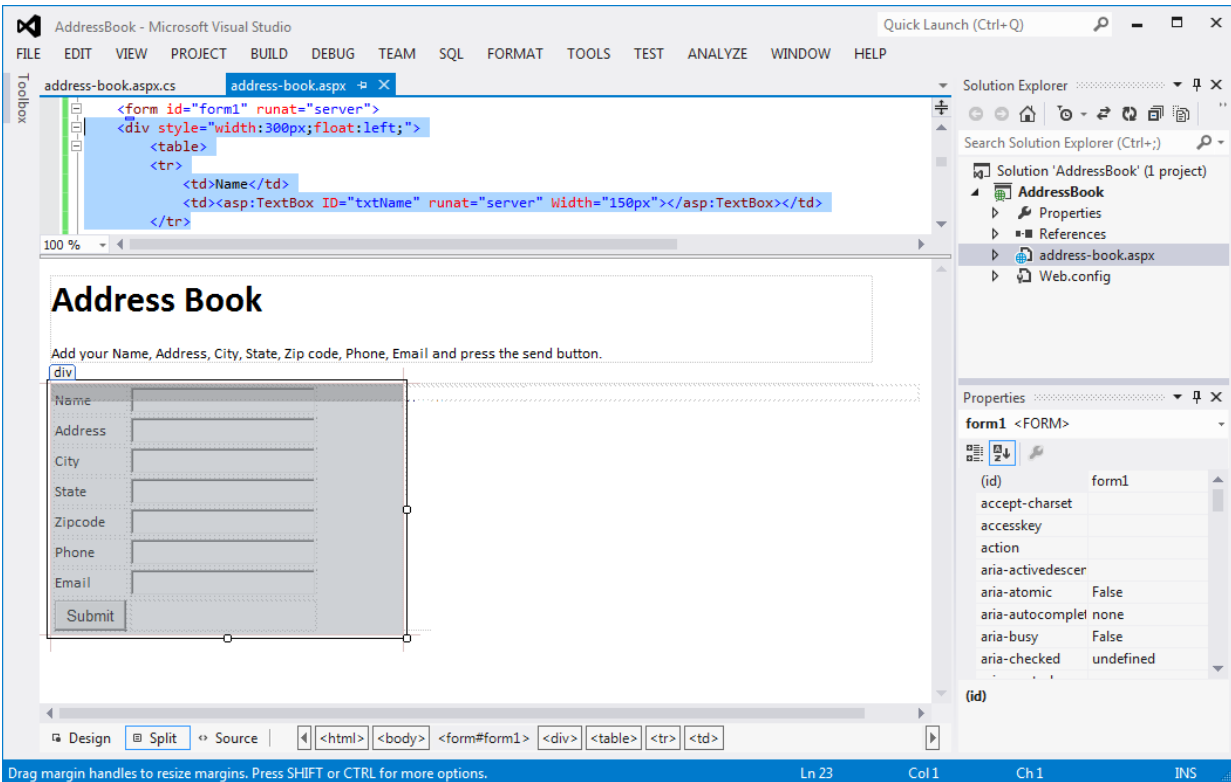 AddressBook - Microsoft Visual Studio
Quick Launch (Ctrl+Q)
FILE EDIT VIEW PROJECT BUILD DEBUG TEAM SQL FORMAT TOOLS TEST ANALYZE WINDOW HELP
Toolbox
address-book.aspx.cs address-book.aspx
<form id="form1" runat="server">
<div style="width:300px;float:left;">
<table>
<tr>
<td>Name</td>
<td><asp:TextBox ID="txtName" runat="server" Width="150px"></asp:TextBox></td>
</tr>
100 %
Address Book
Add your Name, Address, City, State, Zip code, Phone, Email and press the send button.
div
Name
Address
City
State
Zipcode
Phone
Email
Submit
Design Split Source <html> <body> <form#form1> <div> <table> <tr> <td>
Solution Explorer
Search Solution Explorer (Ctrl+;)
Solution 'AddressBook' (1 project)
AddressBook
Properties
References
address-book.aspx
Web.config
Properties
form1 <FORM>
(id) form1
accept-charset
accesskey
action
aria-activedescer
aria-atomic False
aria-autocomplet none
aria-busy False
aria-checked undefined
(id)
Drag margin handles to resize margins. Press SHIFT or CTRL for more options. Ln 23 Col 1 Ch 1 INS